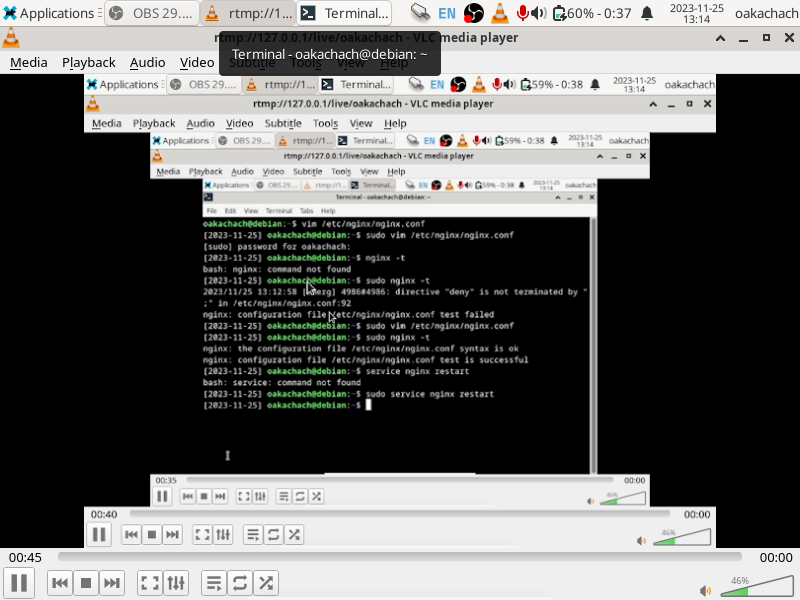 Applications OBS 29.... rtmp://1... Terminal... EN 60% - 0:37 2023-11-25 13:14 oakachach
rtmp://127.0.0.1/live/oakachach - VLC media player
Terminal - oakachach@debian: ~
Media Playback Audio Video Subtitle Tools View Help
Applications OBS 29.... rtmp://1... Terminal... EN 59% - 0:38 2023-11-25 13:14 oakachach
rtmp://127.0.0.1/live/oakachach - VLC media player
Media Playback Audio Video Subtitle Tools View Help
Applications OBS 29.... rtmp://1... Terminal... EN 59% - 0:38 2023-11-25 13:14 oakachach
rtmp://127.0.0.1/live/oakachach - VLC media player
Media Playback Audio Video Subtitle Tools View Help
Applications OBS 29.... rtmp://1... Terminal... EN 59% - 0:38 2023-11-25 13:14 oakachach
Terminal - oakachach@debian: ~
File Edit View Terminal Tabs Help
oakachach@debian:~$ vim /etc/nginx/nginx.conf
[2023-11-25] oakachach@debian:~$ sudo vim /etc/nginx/nginx.conf
[sudo] password for oakachach:
[2023-11-25] oakachach@debian:~$ nginx -t
bash: nginx: command not found
[2023-11-25] oakachach@debian:~$ sudo nginx -t
2023/11/25 13:12:58 [emerg] 4986#4986: directive "deny" is not terminated by "
;" in /etc/nginx/nginx.conf:92
nginx: configuration file /etc/nginx/nginx.conf test failed
[2023-11-25] oakachach@debian:~$ sudo vim /etc/nginx/nginx.conf
[2023-11-25] oakachach@debian:~$ sudo nginx -t
nginx: the configuration file /etc/nginx/nginx.conf syntax is ok
nginx: configuration file /etc/nginx/nginx.conf test is successful
[2023-11-25] oakachach@debian:~$ service nginx restart
bash: service: command not found
[2023-11-25] oakachach@debian:~$ sudo service nginx restart
[2023-11-25] oakachach@debian:~$
00:35 00:00
46%
00:40 00:00
46%
00:45 00:00
46%